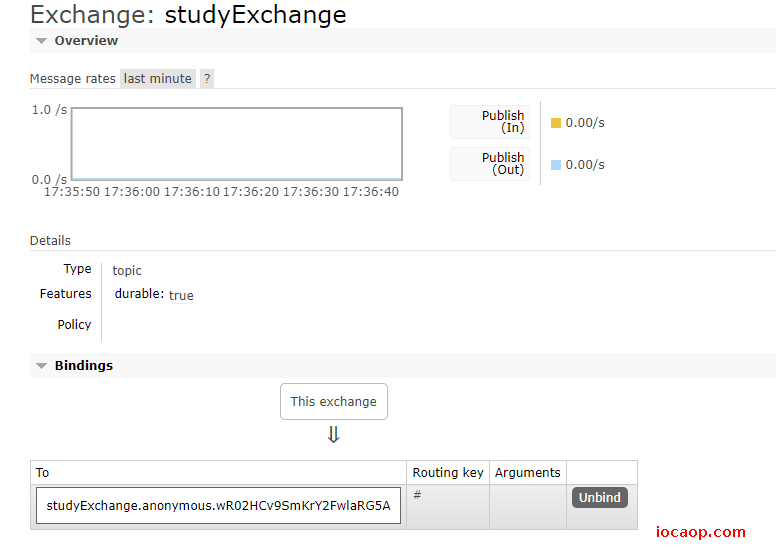 Exchange: studyExchange
Overview
Message rates last minute ?
1.0 /s
0.0 /s
17:35:50 17:36:00 17:36:10 17:36:20 17:36:30 17:36:40
Publish
(In)
0.00/s
Publish
(Out)
0.00/s
Details
Type topic
Features durable: true
Policy
Bindings
This exchange
⇓
To Routing key Arguments
studyExchange.anonymous.wR02HCv9SmKrY2FwlaRG5A # Unbind
iocaop.com